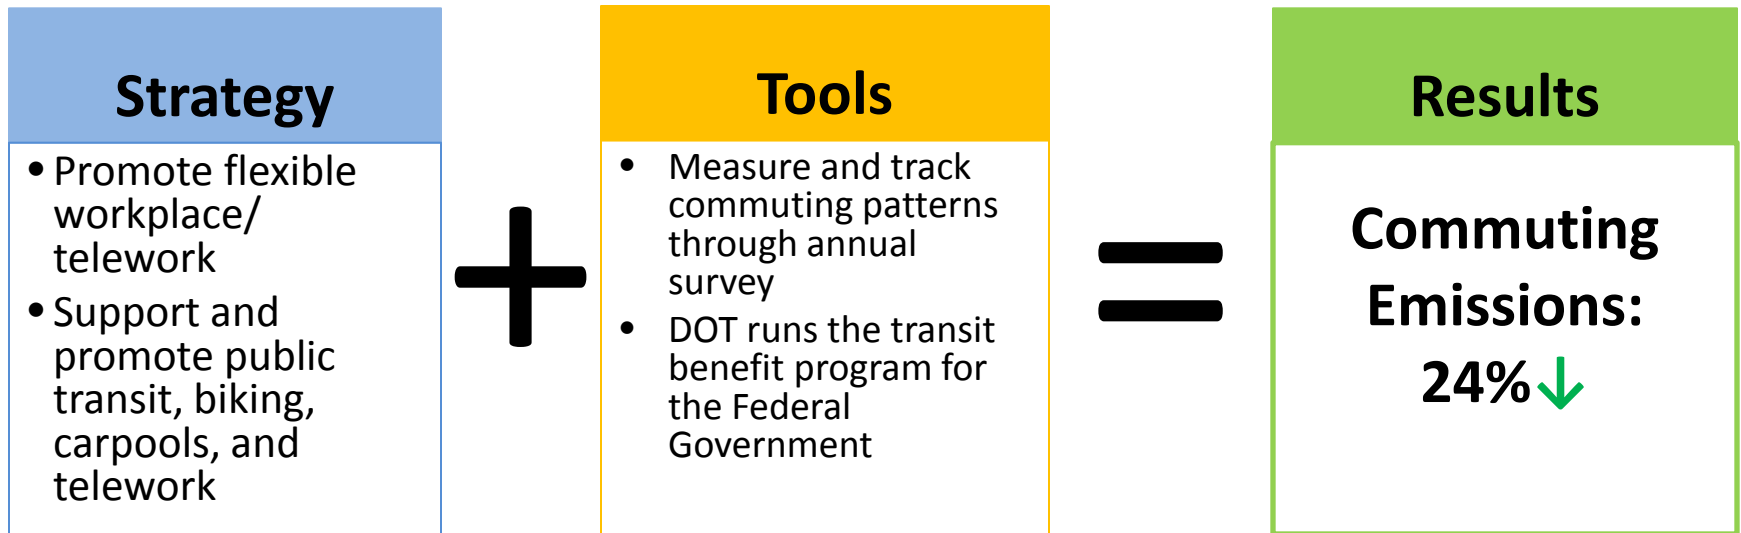 Strategy
• Promote flexible
workplace/
telework
• Support and
promote public
transit, biking,
carpools, and
telework
+
Tools
• Measure and track
commuting patterns
through annual
survey
• DOT runs the transit
benefit program for
the Federal
Government
=
Results
Commuting
Emissions:
24%↓